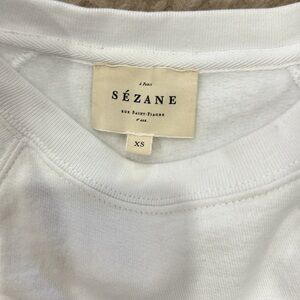 À PARIS
SÉZANE
RUE SAINT-FIACRE
XS